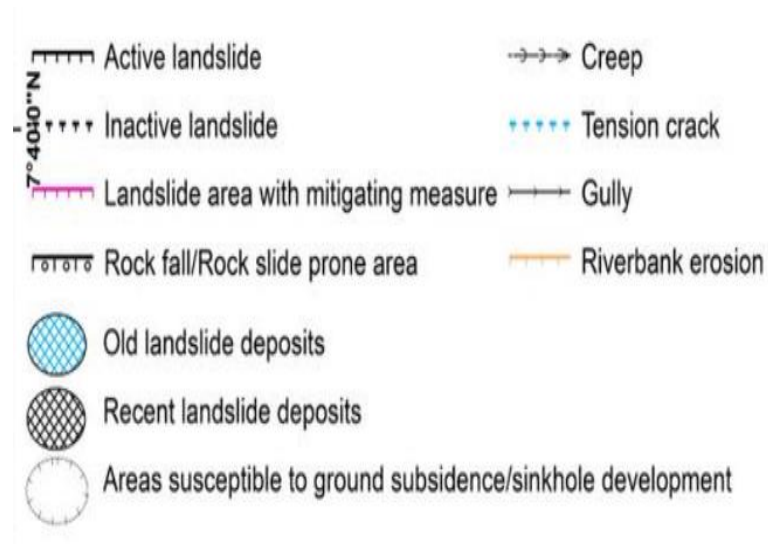 Active landslide
Creep
7°40'0"N
Inactive landslide
Tension crack
Landslide area with mitigating measure
Gully
Rock fall/Rock slide prone area
Riverbank erosion
Old landslide deposits
Recent landslide deposits
Areas susceptible to ground subsidence/sinkhole development